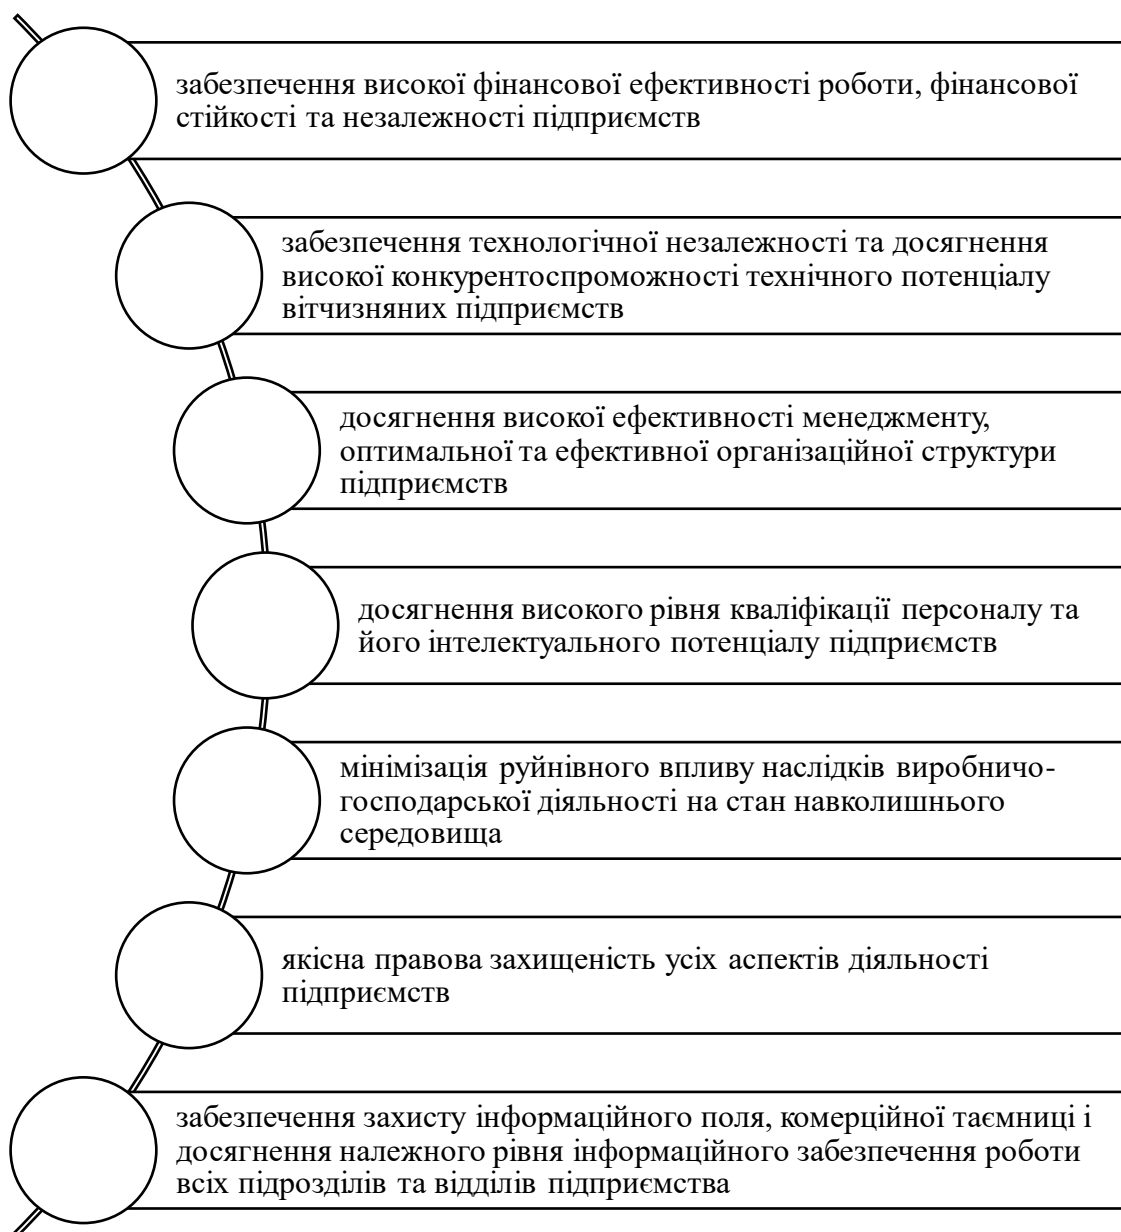 забезпечення високої фінансової ефективності роботи, фінансової
стійкості та незалежності підприємств
забезпечення технологічної незалежності та досягнення
високої конкурентоспроможності технічного потенціалу
вітчизняних підприємств
досягнення високої ефективності менеджменту,
оптимальної та ефективної організаційної структури
підприємств
досягнення високого рівня кваліфікації персоналу та
його інтелектуального потенціалу підприємств
мінімізація руйнівного впливу наслідків виробничо-
господарської діяльності на стан навколишнього
середовища
якісна правова захищеність усіх аспектів діяльності
підприємств
забезпечення захисту інформаційного поля, комерційної таємниці і
досягнення належного рівня інформаційного забезпечення роботи
всіх підрозділів та відділів підприємства